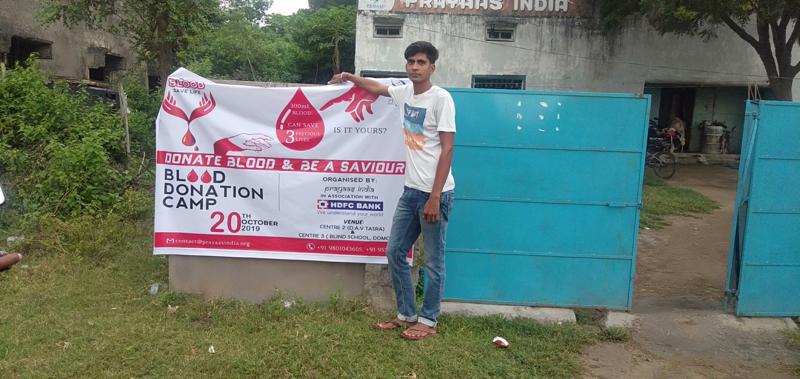 PRAYAAS INDIA
BLOOD
SAVE LIFE
300mL
BLOOD
CAN SAVE
3 PRECIOUS
LIVES
IS IT YOURS?
DONATE BLOOD & BE A SAVIOUR
BLOOD
DONATION
CAMP
20TH OCTOBER 2019
ORGANISED BY:
prayaas india
IN ASSOCIATION WITH
HDFC BANK
We understand your world
VENUE:
CENTRE 2 (D.A.V TASRA)
&
CENTRE 3 ( BLIND SCHOOL,
contact@prayaasindia.org
+91 9801043605, +91